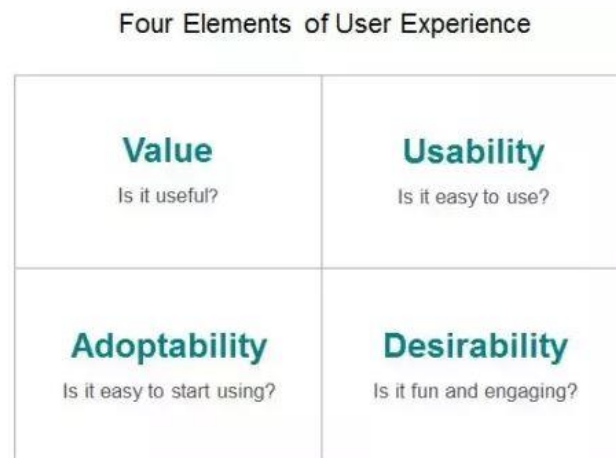 Four Elements of User Experience
Value
Is it useful?
Usability
Is it easy to use?
Adoptability
Is it easy to start using?
Desirability
Is it fun and engaging?